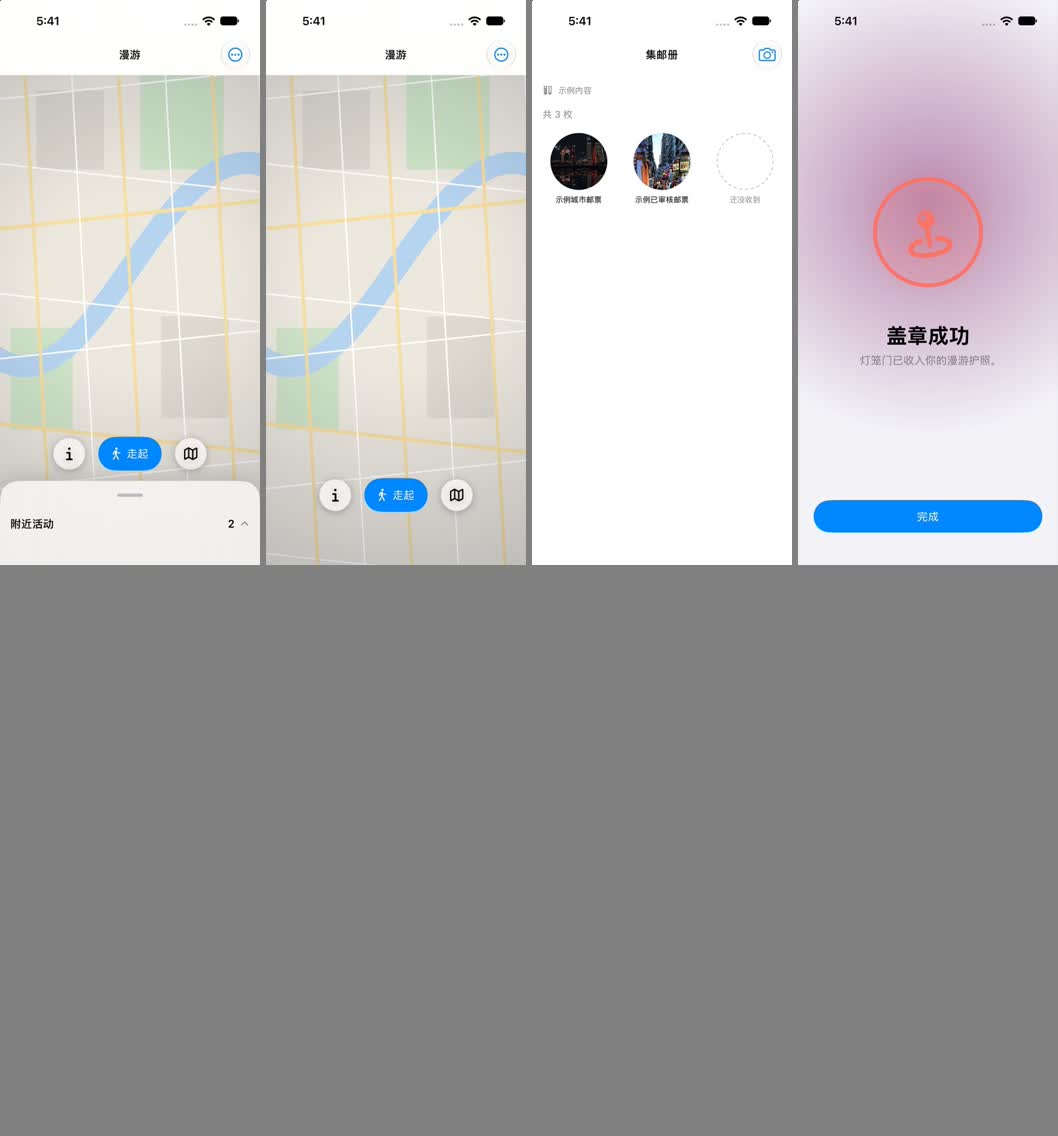 5:41
漫游
走起
附近活动
2
5:41
漫游
走起
5:41
集邮册
示例内容
共 3 枚
示例城市邮票
示例已审核邮票
还没收到
5:41
盖章成功
灯笼门已收入你的漫游护照。
完成